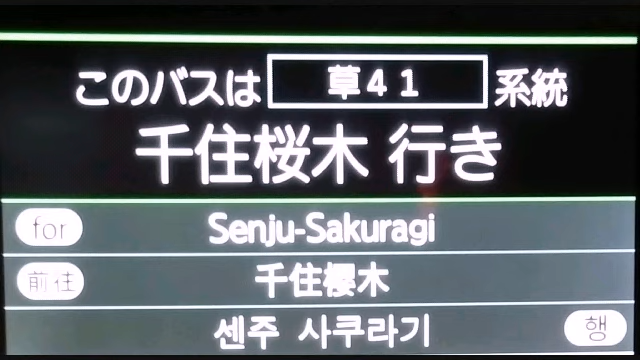 このバスは 草41 系統
千住桜木 行き
for Senju-Sakuragi
前往 千住櫻木
센주 사쿠라기 행